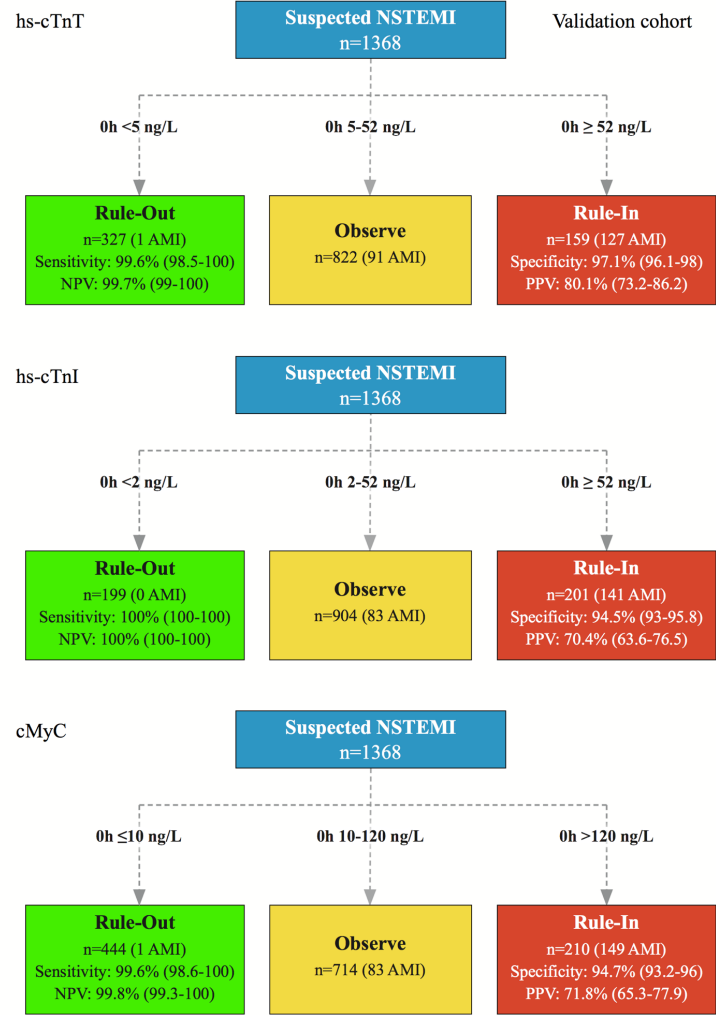 hs-cTnT
Suspected NSTEMI
n=1368
Validation cohort
0h <5 ng/L
0h 5-52 ng/L
0h ≥ 52 ng/L
Rule-Out
n=327 (1 AMI)
Sensitivity: 99.6% (98.5-100)
NPV: 99.7% (99-100)
Observe
n=822 (91 AMI)
Rule-In
n=159 (127 AMI)
Specificity: 97.1% (96.1-98)
PPV: 80.1% (73.2-86.2)
hs-cTnI
Suspected NSTEMI
n=1368
0h <2 ng/L
0h 2-52 ng/L
0h ≥ 52 ng/L
Rule-Out
n=199 (0 AMI)
Sensitivity: 100% (100-100)
NPV: 100% (100-100)
Observe
n=904 (83 AMI)
Rule-In
n=201 (141 AMI)
Specificity: 94.5% (93-95.8)
PPV: 70.4% (63.6-76.5)
cMyC
Suspected NSTEMI
n=1368
0h ≤10 ng/L
0h 10-120 ng/L
0h >120 ng/L
Rule-Out
n=444 (1 AMI)
Sensitivity: 99.6% (98.6-100)
NPV: 99.8% (99.3-100)
Observe
n=714 (83 AMI)
Rule-In
n=210 (149 AMI)
Specificity: 94.7% (93.2-96)
PPV: 71.8% (65.3-77.9)